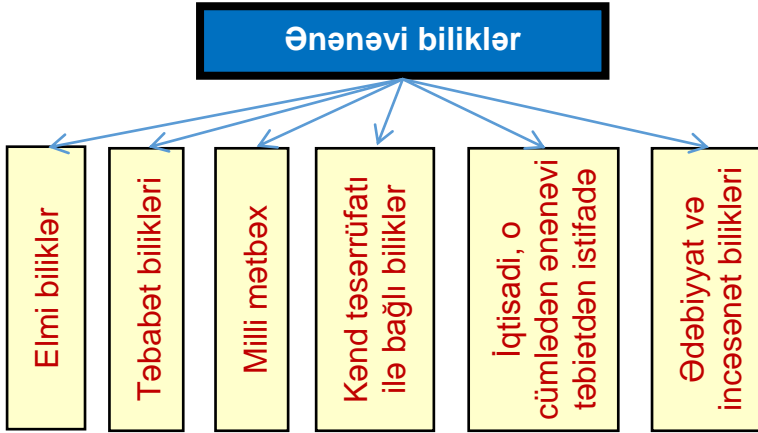 Ənənəvi biliklər
Elmi biliklər
Təbabət bilikləri
Milli mətbəx
Kənd təsərrüfatı
ilə bağlı biliklər
İqtisadi, o
cümlədən ənənəvi
təbiətdən istifadə
Ədəbiyyat və
incəsənət bilikləri